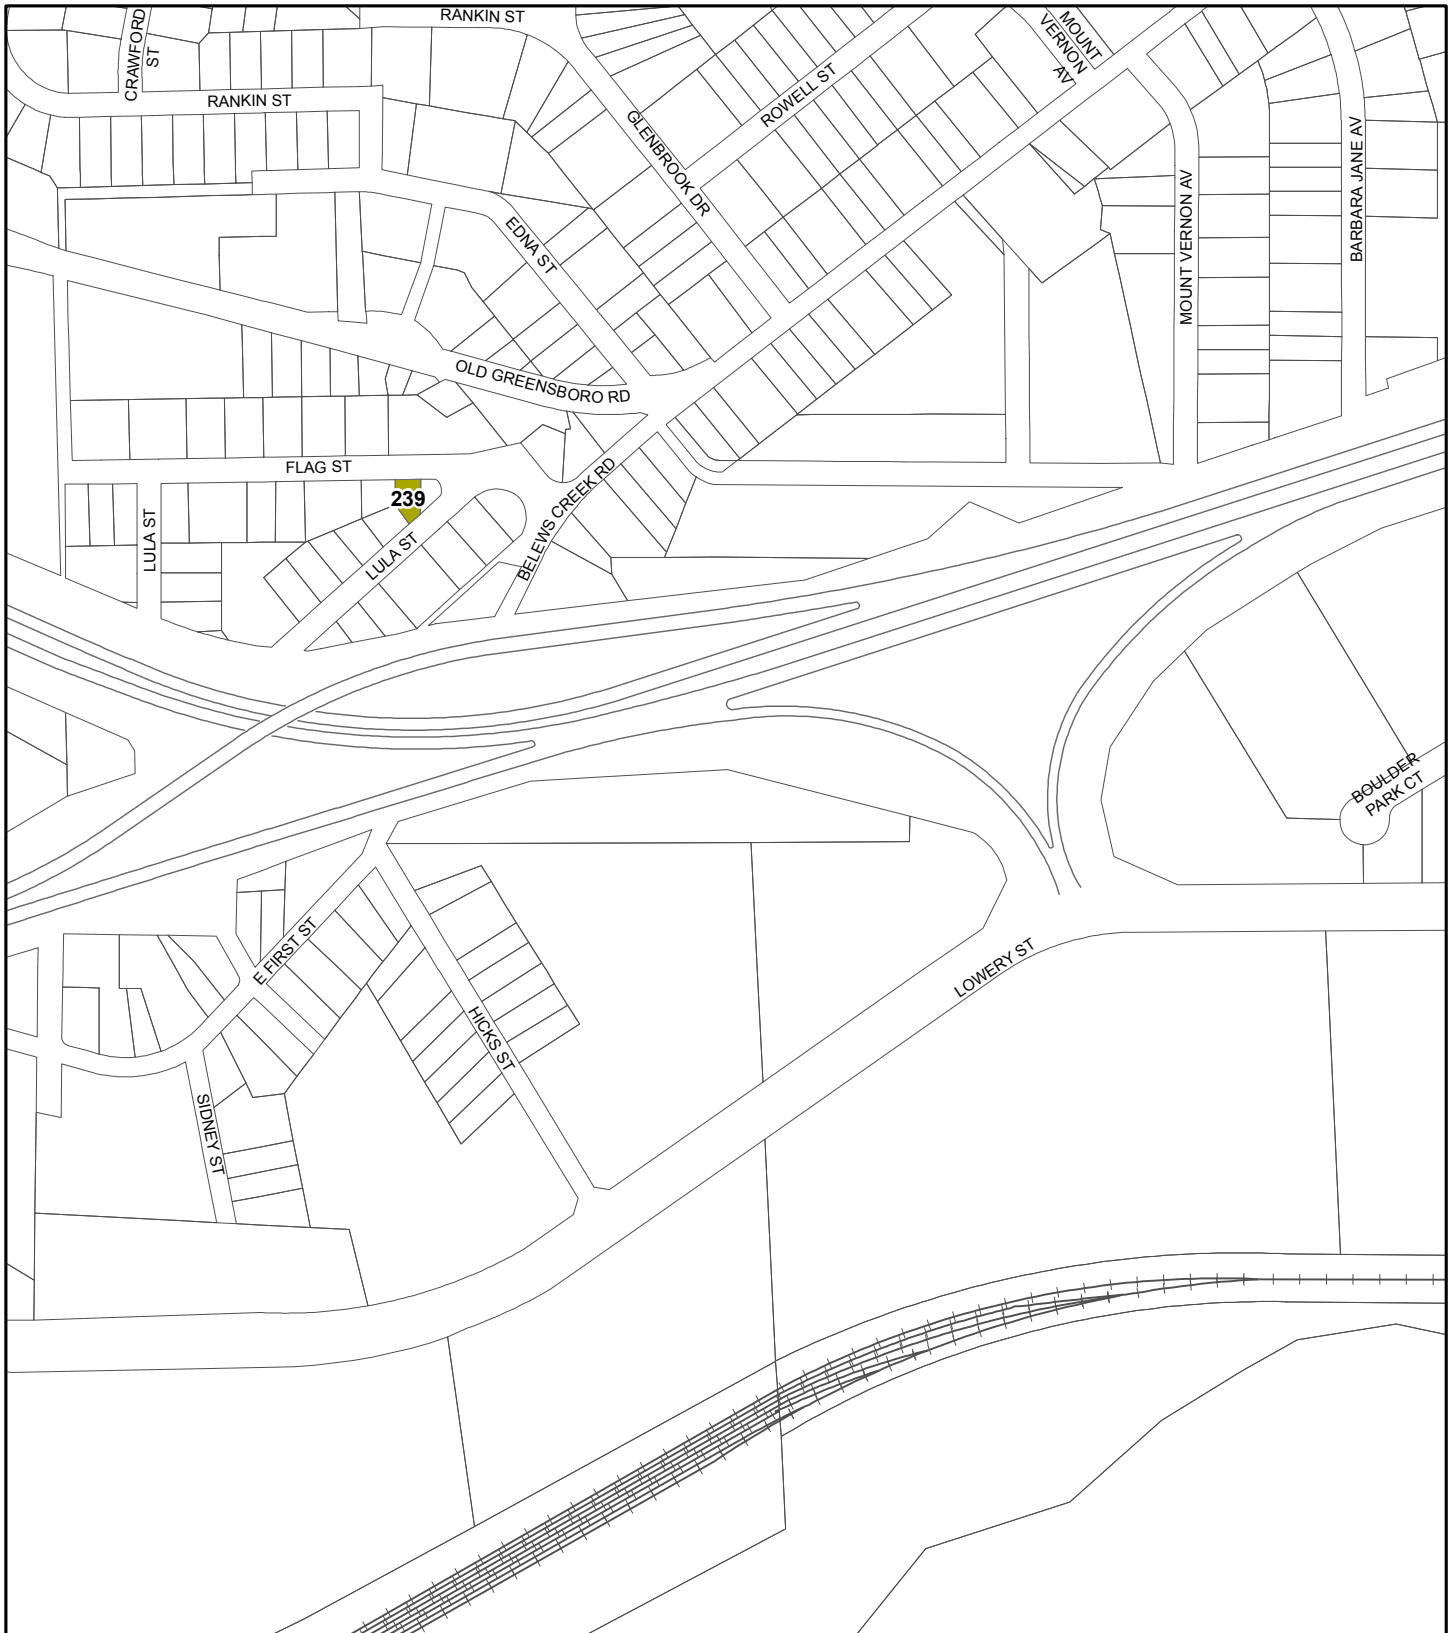 RANKIN ST
CRAWFORD
ST
MOUNT
VERNON
AV
ROWELL ST
RANKIN ST
GLENBROOK DR
BARBARA JANE AV
MOUNT VERNON AV
EDNA ST
OLD GREENSBORO RD
FLAG ST
239
LULA ST
LULA ST
BELEWS CREEK RD
BOULDER
PARK CT
E FIRST ST
LOWERY ST
HICKS ST
SIDNEY ST